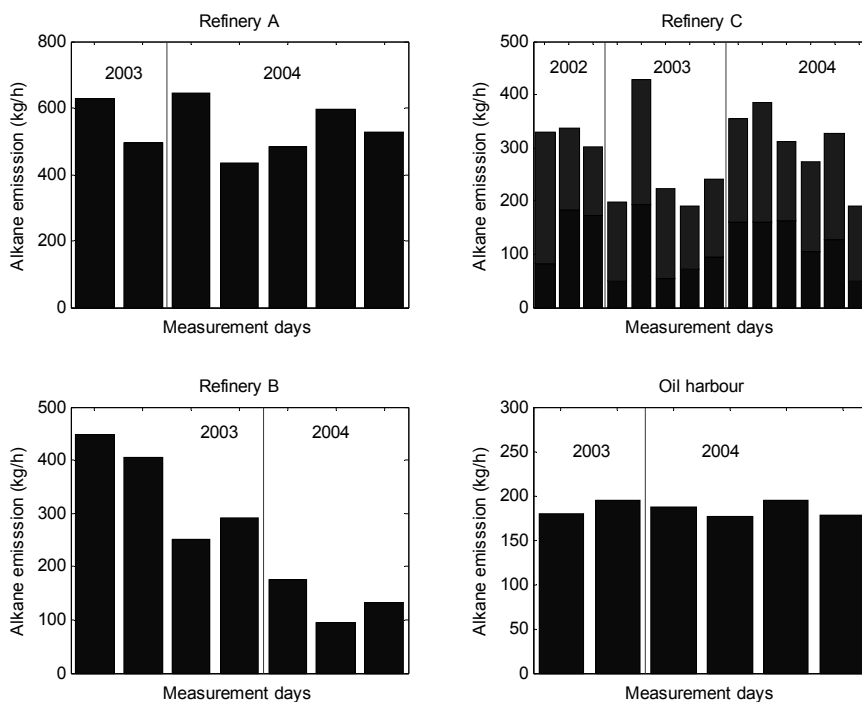 Refinery A
800
600
400
200
0
2003
2004
Alkane emisssion (kg/h)
Measurement days
Refinery C
500
400
300
200
100
0
2002
2003
2004
Alkane emisssion (kg/h)
Measurement days
Refinery B
500
400
300
200
100
0
2003
2004
Alkane emisssion (kg/h)
Measurement days
Oil harbour
300
250
200
150
100
50
0
2003
2004
Alkane emisssion (kg/h)
Measurement days